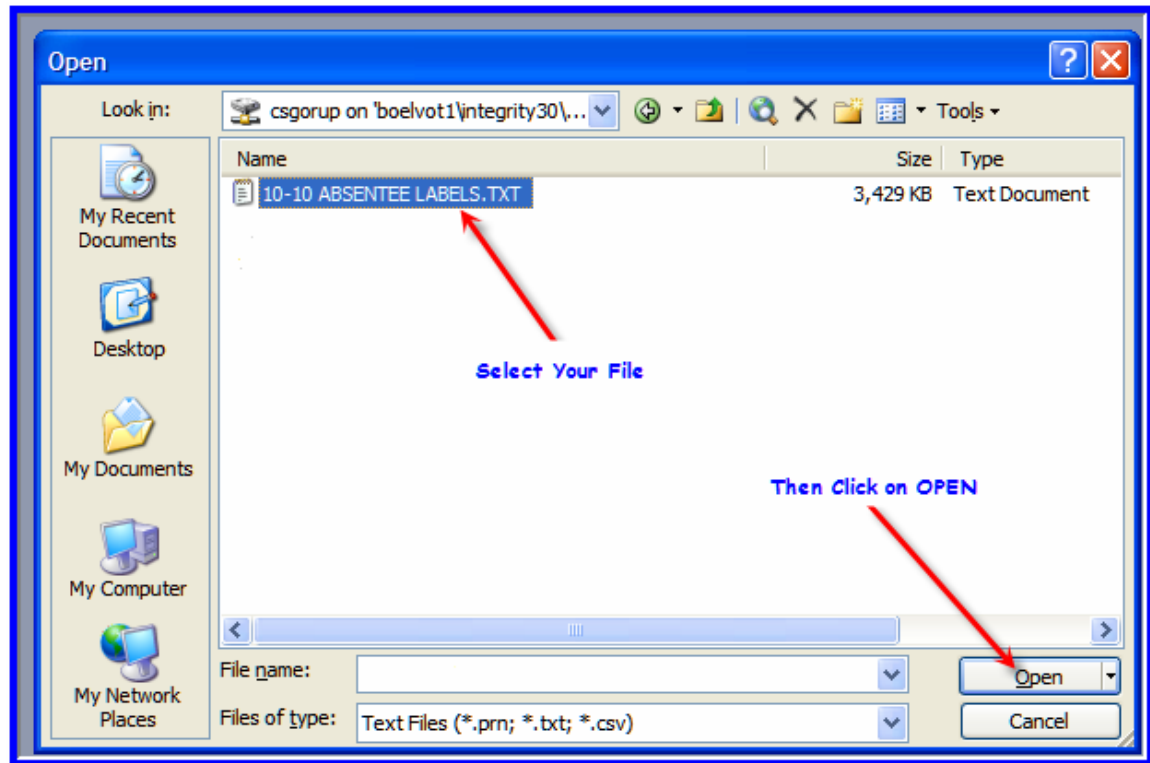 Open
Look in:
csgorup on 'boelvot1\integrity30\...
Tools
Name Size Type
10-10 ABSENTEE LABELS.TXT 3,429 KB Text Document
My Recent
Documents
Desktop
My Documents
My Computer
My Network
Places
Select Your File
Then Click on OPEN
File name:
Open
Files of type: Text Files (*.prn; *.txt; *.csv)
Cancel